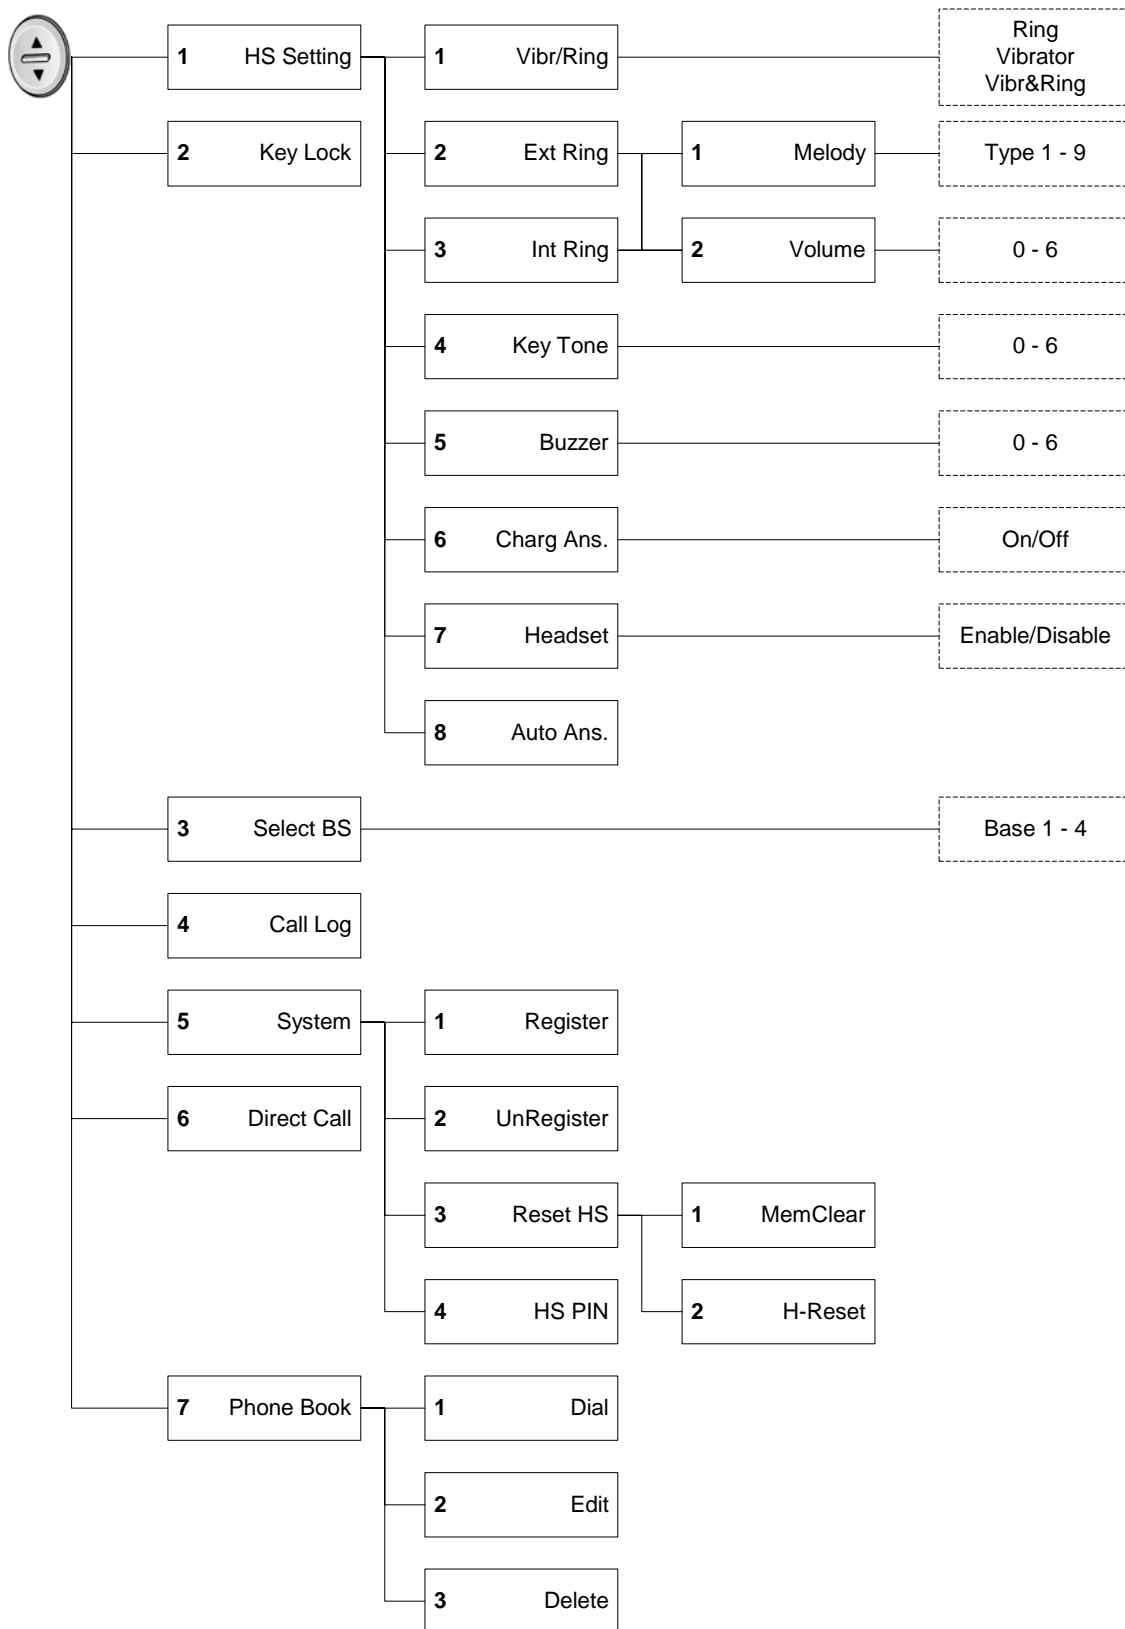 1 HS Setting
1 Vibr/Ring
Ring
Vibrator
Vibr&Ring
2 Key Lock
2 Ext Ring
1 Melody
Type 1 - 9
3 Int Ring
2 Volume
0 - 6
4 Key Tone
0 - 6
5 Buzzer
0 - 6
6 Charg Ans.
On/Off
7 Headset
Enable/Disable
8 Auto Ans.
3 Select BS
Base 1 - 4
4 Call Log
5 System
1 Register
6 Direct Call
2 UnRegister
3 Reset HS
1 MemClear
4 HS PIN
2 H-Reset
7 Phone Book
1 Dial
2 Edit
3 Delete